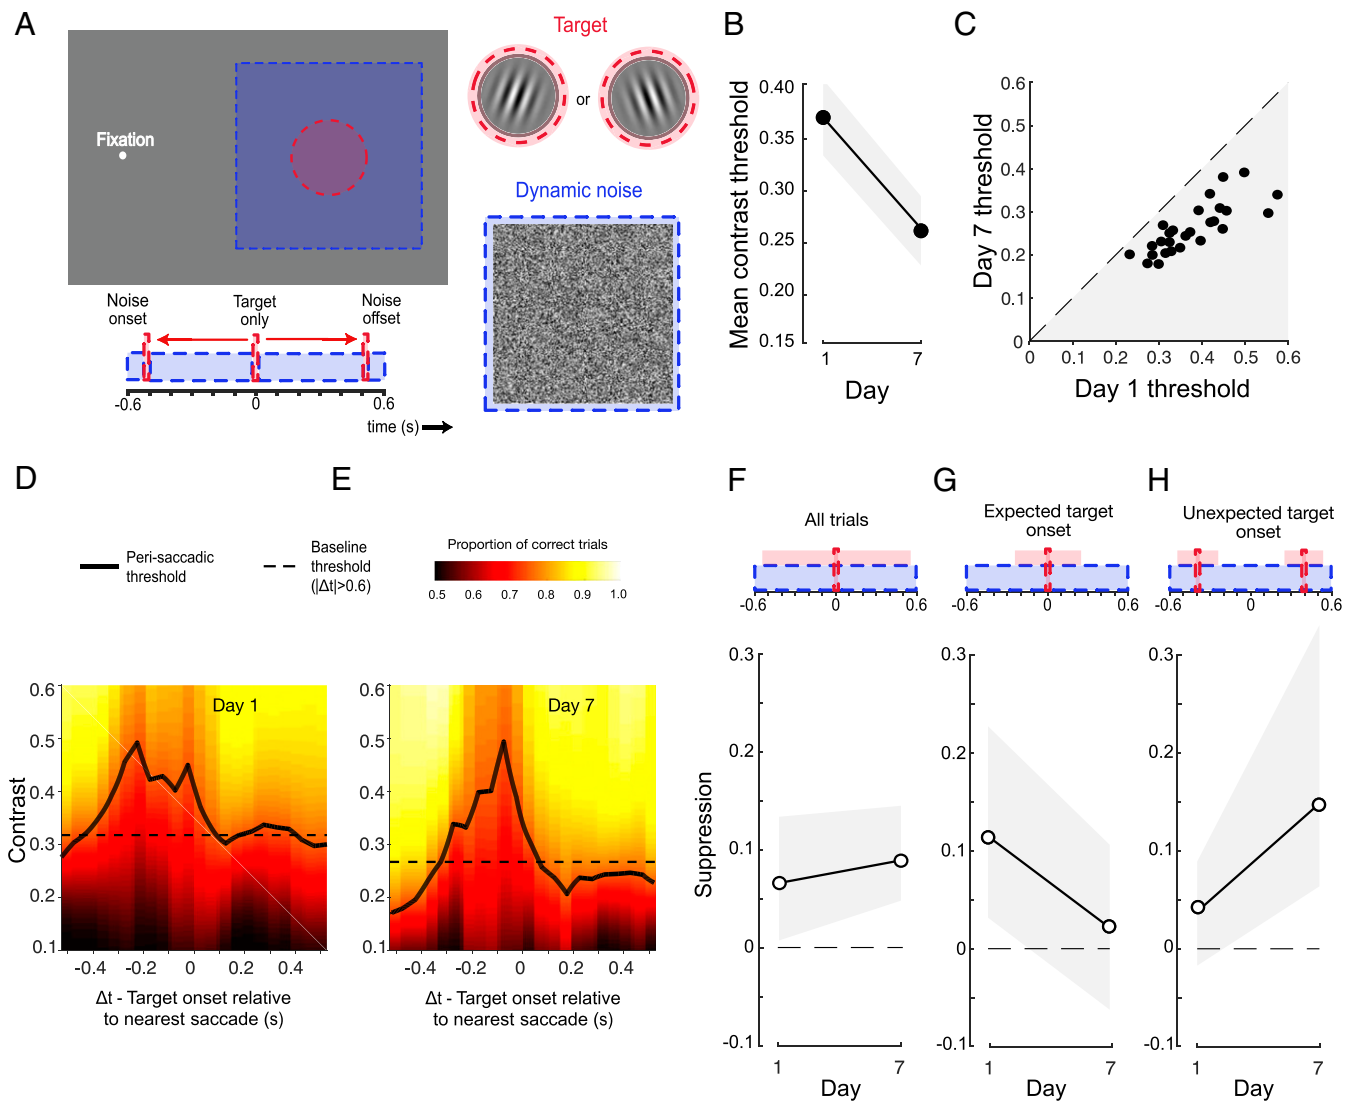 A
Fixation
Noise
onset
Target
only
Noise
offset
-0.6
0
0.6
time (s)
Target
or
Dynamic noise
B
Mean contrast threshold
0.40
0.35
0.30
0.25
0.20
0.15
1
7
Day
C
Day 7 threshold
0.6
0.5
0.4
0.3
0.2
0.1
0
0
0.1
0.2
0.3
0.4
0.5
0.6
Day 1 threshold
D
Peri-saccadic
threshold
Baseline
threshold
(|Δt|>0.6)
E
Proportion of correct trials
0.5
0.6
0.7
0.8
0.9
1.0
Contrast
0.6
0.5
0.4
0.3
0.2
0.1
Day 1
-0.4
-0.2
0
0.2
0.4
Δt - Target onset relative
to nearest saccade (s)
0.6
0.5
0.4
0.3
0.2
0.1
Day 7
-0.4
-0.2
0
0.2
0.4
Δt - Target onset relative
to nearest saccade (s)
F
All trials
-0.6
0
0.6
Suppression
0.3
0.2
0.1
0
-0.1
1
7
Day
G
Expected target
onset
-0.6
0
0.6
0.3
0.2
0.1
0
-0.1
1
7
Day
H
Unexpected target
onset
-0.6
0
0.6
0.3
0.2
0.1
0
-0.1
1
7
Day